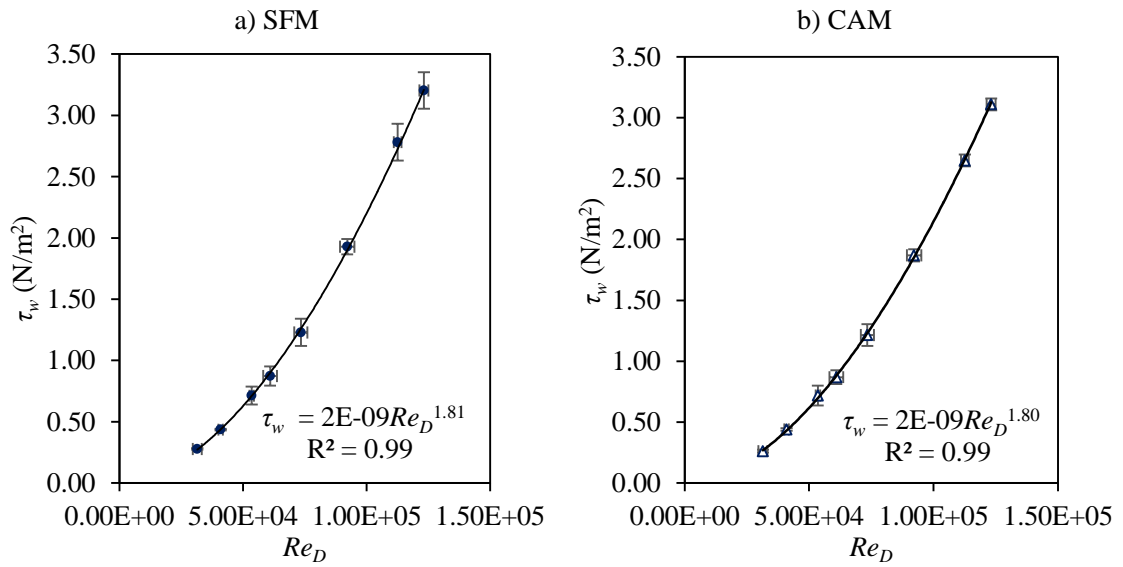 a) SFM
3.50
3.00
2.50
2.00
1.50
1.00
0.50
0.00
τw (N/m²)
τw = 2E-09ReD^1.81
R² = 0.99
0.00E+00 5.00E+04 1.00E+05 1.50E+05
ReD
b) CAM
3.50
3.00
2.50
2.00
1.50
1.00
0.50
0.00
τw (N/m²)
τw = 2E-09ReD^1.80
R² = 0.99
0.00E+00 5.00E+04 1.00E+05 1.50E+05
ReD